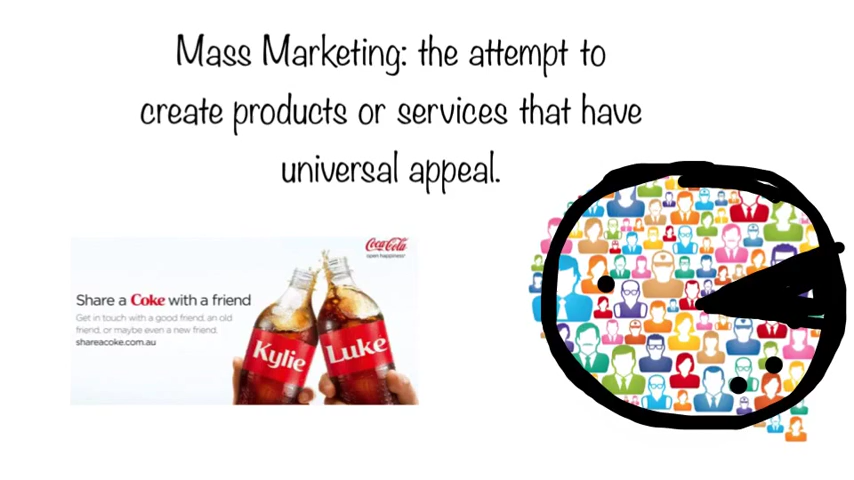 Mass Marketing: the attempt to
create products or services that have
universal appeal.
Coca-Cola
open happiness
Share a Coke with a friend
Get in touch with a good friend, an old
friend, or maybe even a new friend.
shareacoke.com.au
Kylie
Luke